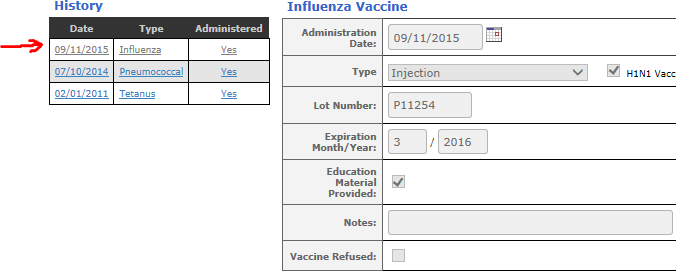 History
Date Type Administered
09/11/2015 Influenza Yes
07/10/2014 Pneumococcal Yes
02/01/2011 Tetanus Yes
Influenza Vaccine
Administration
Date:
09/11/2015
Type
Injection
H1N1 Vacc
Lot Number:
P11254
Expiration
Month/Year:
3 / 2016
Education
Material
Provided:
Notes:
Vaccine Refused: